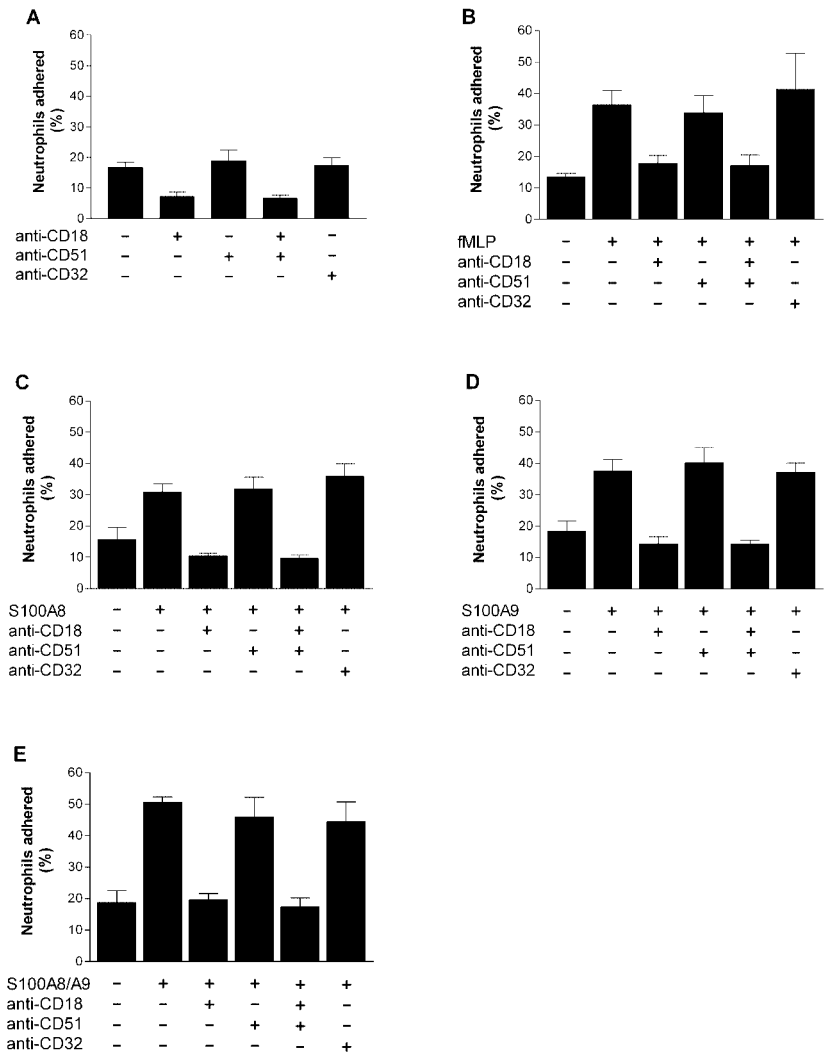 A
Neutrophils adhered
(%)
60
50
40
30
20
10
0
anti-CD18 – + – + –
anti-CD51 – – + + –
anti-CD32 – – – – +
B
Neutrophils adhered
(%)
60
50
40
30
20
10
0
fMLP – + + + + +
anti-CD18 – – + – + –
anti-CD51 – – – + + –
anti-CD32 – – – – – +
C
Neutrophils adhered
(%)
60
50
40
30
20
10
0
S100A8 – + + + + +
anti-CD18 – – + – + –
anti-CD51 – – – + + –
anti-CD32 – – – – – +
D
Neutrophils adhered
(%)
60
50
40
30
20
10
0
S100A9 – + + + + +
anti-CD18 – – + – + –
anti-CD51 – – – + + –
anti-CD32 – – – – – +
E
Neutrophils adhered
(%)
60
50
40
30
20
10
0
S100A8/A9 – + + + + +
anti-CD18 – – + – + –
anti-CD51 – – – + + –
anti-CD32 – – – – – +